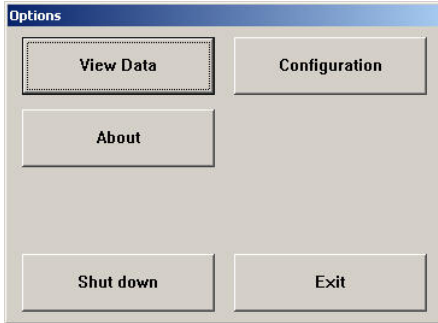 Options
View Data
Configuration
About
Shut down
Exit